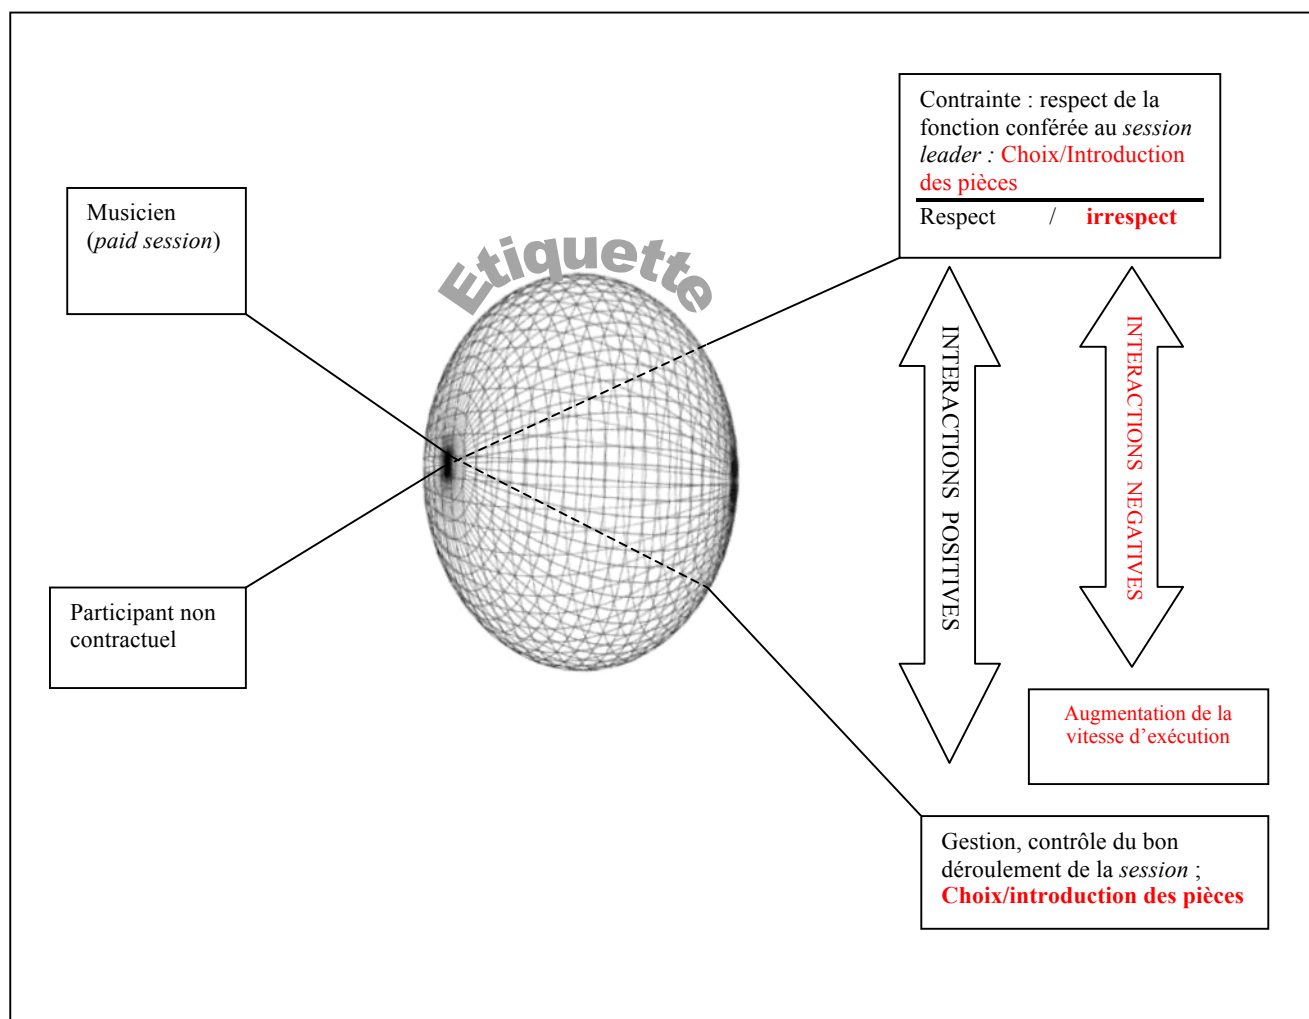 Contrainte : respect de la
fonction conférée au session
leader : Choix/Introduction
des pièces
Respect / irrespect
Musicien
(paid session)
Etiquette
INTERACTIONS POSITIVES
INTERACTIONS NEGATIVES
Participant non
contractuel
Augmentation de la
vitesse d’exécution
Gestion, contrôle du bon
déroulement de la session ;
Choix/introduction des pièces